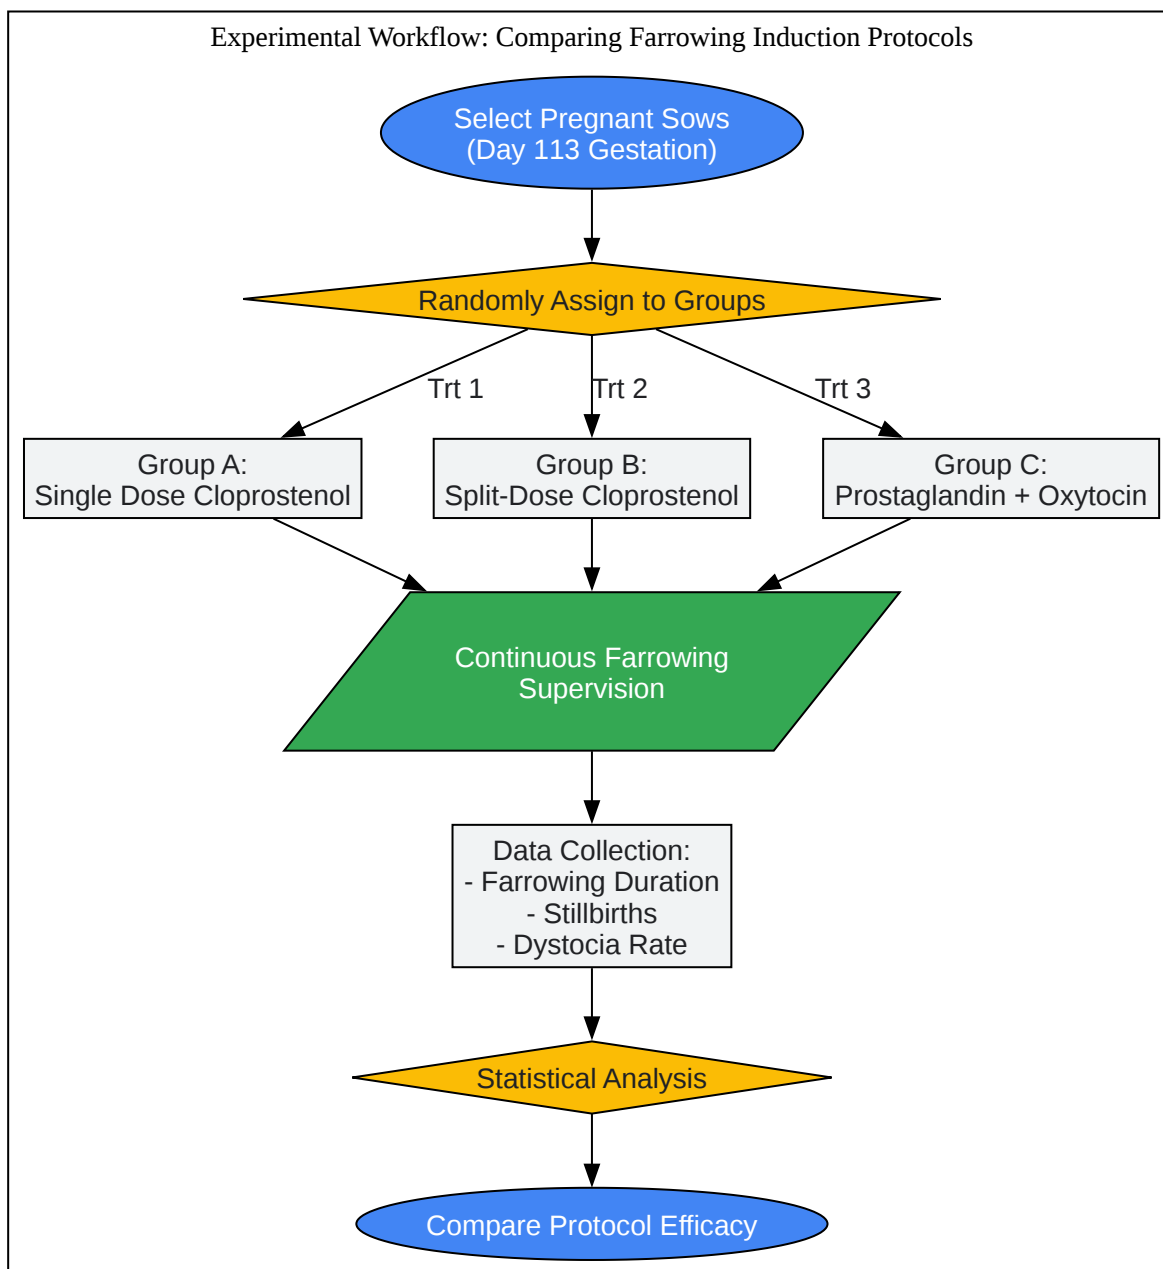 Experimental Workflow: Comparing Farrowing Induction Protocols
Select Pregnant Sows
(Day 113 Gestation)
Randomly Assign to Groups
Trt 1
Trt 2
Trt 3
Group A:
Single Dose Cloprostenol
Group B:
Split-Dose Cloprostenol
Group C:
Prostaglandin + Oxytocin
Continuous Farrowing
Supervision
Data Collection:
- Farrowing Duration
- Stillbirths
- Dystocia Rate
Statistical Analysis
Compare Protocol Efficacy